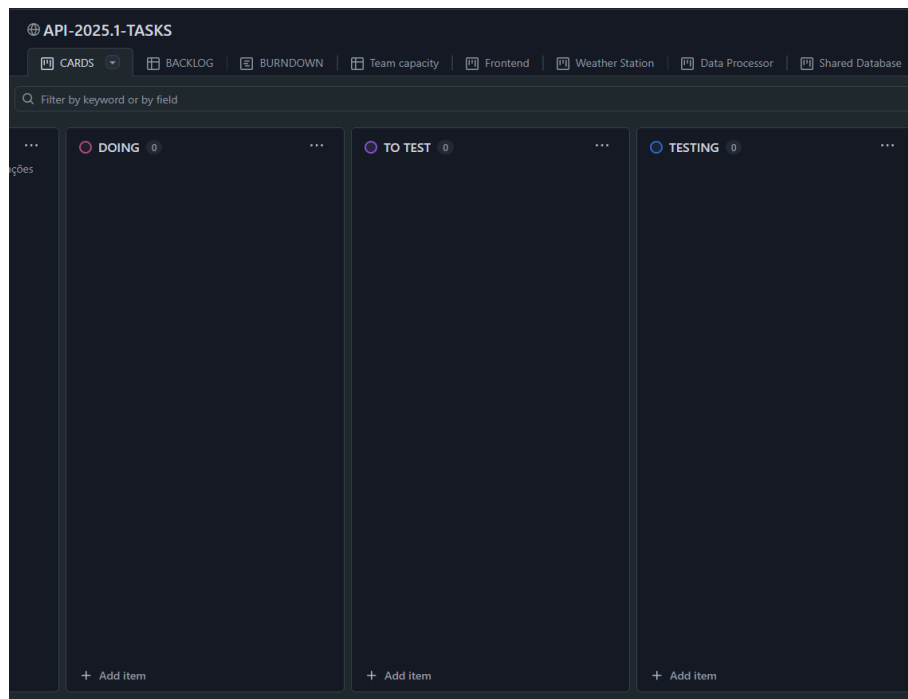 API-2025.1-TASKS
CARDS BACKLOG BURNDOWN Team capacity Frontend Weather Station Data Processor Shared Database
Filter by keyword or by field
DOING 0
TO TEST 0
TESTING 0
ções
+ Add item
+ Add item
+ Add item